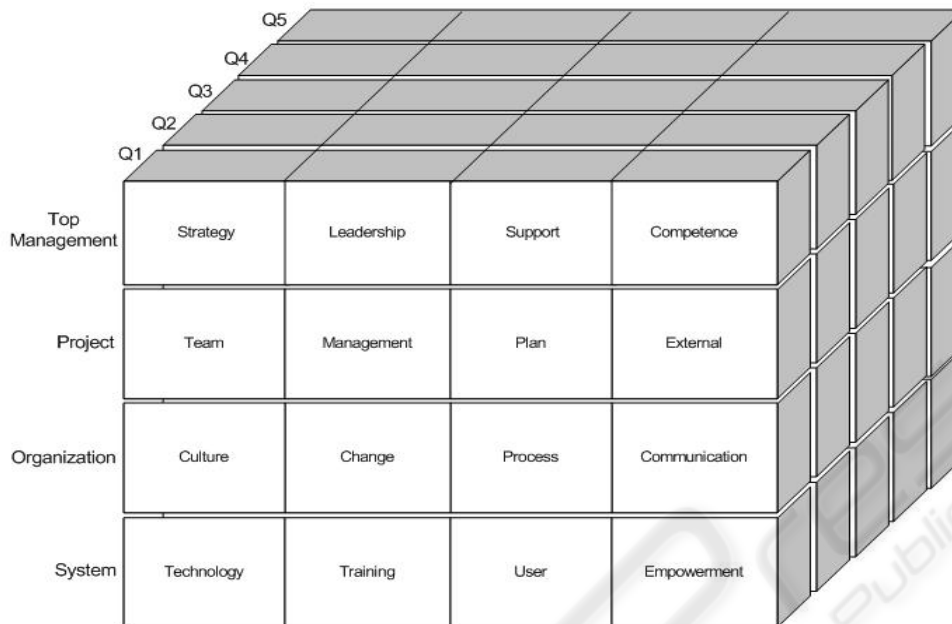 Q5
Q4
Q3
Q2
Q1
Top
Management
Strategy Leadership Support Competence
Project Team Management Plan External
Organization Culture Change Process Communication
System Technology Training User Empowerment